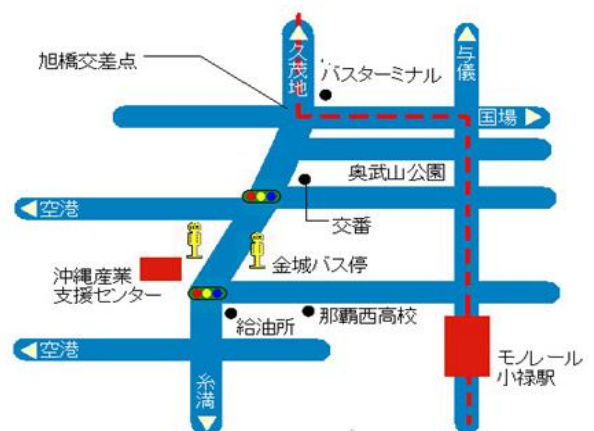 久茂地
与儀
旭橋交差点
バスターミナル
国場
奥武山公園
空港
交番
金城バス停
沖縄産業
支援センター
給油所
那覇西高校
空港
モノレール
小禄駅
糸満